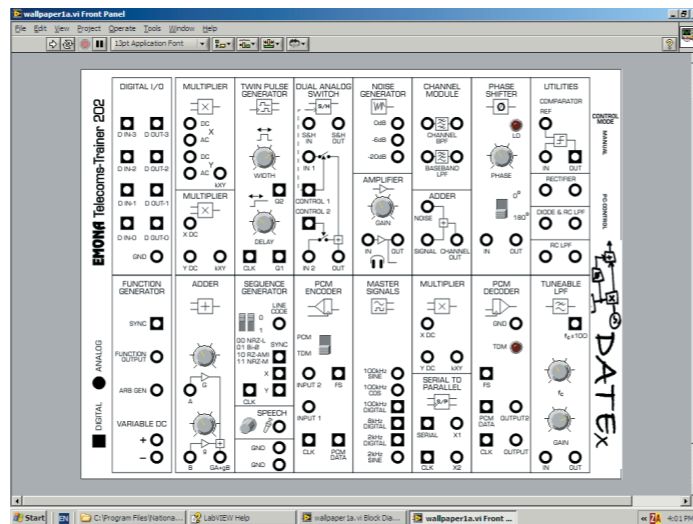 wallpaper1a.vi Front Panel
File Edit View Project Operate Tools Window Help
13pt Application Font
EMONA Telecoms-Trainer 202
DIGITAL I/O
D IN-3 D OUT-3
D IN-2 D OUT-2
D IN-1 D OUT-1
D IN-0 D OUT-0
GND
MULTIPLIER
DC
X
AC
DC
Y
AC
kXY
MULTIPLIER
X DC
Y DC kXY
TWIN PULSE
GENERATOR
WIDTH
Q2
DELAY
CLK Q1
DUAL ANALOG
SWITCH
S/H
S&H S&H
IN OUT
IN 1
CONTROL 1
CONTROL 2
IN 2 OUT
NOISE
GENERATOR
0dB
-6dB
-20dB
AMPLIFIER
GAIN
IN OUT
CHANNEL
MODULE
CHANNEL
BPF
BASEBAND
LPF
ADDER
NOISE
SIGNAL CHANNEL
OUT
PHASE
SHIFTER
Ø
LO
PHASE
0°
180°
IN OUT
UTILITIES
COMPARATOR
REF
IN OUT
RECTIFIER
DIODE & RC LPF
RC LPF
CONTROL
MODE
MANUAL
PC-CONTROL
DATEx
DIGITAL ANALOG
FUNCTION
GENERATOR
SYNC
FUNCTION
OUTPUT
ARB GEN
VARIABLE DC
+
−
ADDER
G
A
g
B GA+gB
SEQUENCE
GENERATOR
LINE
CODE
0
1
00 NRZ-L
01 Bi-Ø
10 RZ-AMI
11 NRZ-M
SYNC
X
Y
CLK
SPEECH
GND
GND
PCM
ENCODER
PCM
TDM
INPUT 2 FS
INPUT 1
CLK PCM
DATA
MASTER
SIGNALS
100kHz
SINE
100kHz
COS
100kHz
DIGITAL
8kHz
DIGITAL
2kHz
DIGITAL
2kHz
SINE
MULTIPLIER
X DC
Y DC kXY
SERIAL TO
PARALLEL
S/P
SERIAL X1
CLK X2
PCM
DECODER
GND
TDM
FS
PCM
DATA
OUTPUT2
CLK OUTPUT
TUNEABLE
LPF
fc x100
fc
GAIN
IN OUT
Start EN C:\Program Files\Nationa... LabVIEW Help wallpaper 1a.vi Block Dia... wallpaper1a.vi Front ... 4:01 PM